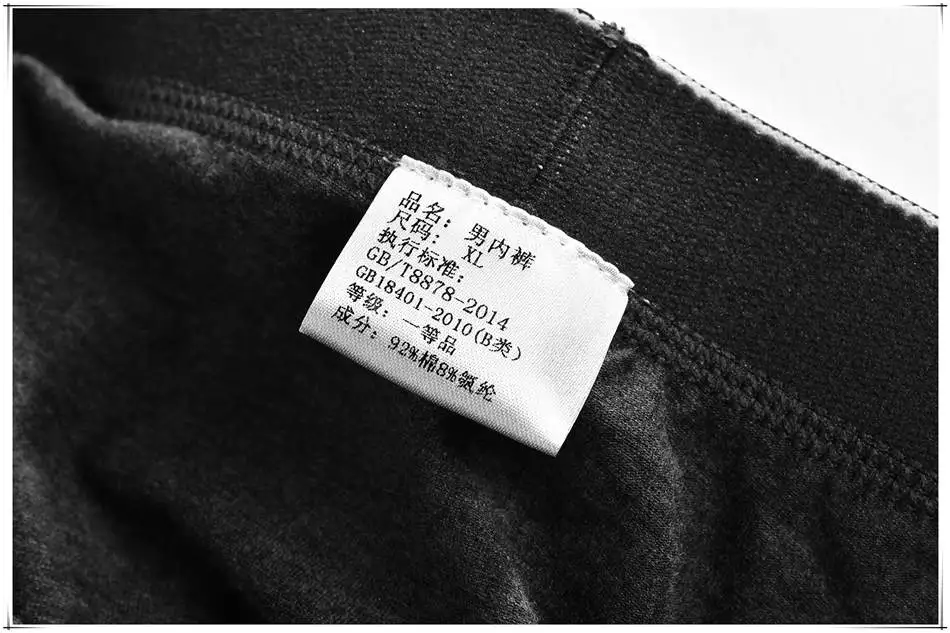 品名：男内裤
尺码：XL
执行标准：
GB/T8878-2014
GB18401-2010(B类)
等级：一等品
成分：92%棉8%氨纶